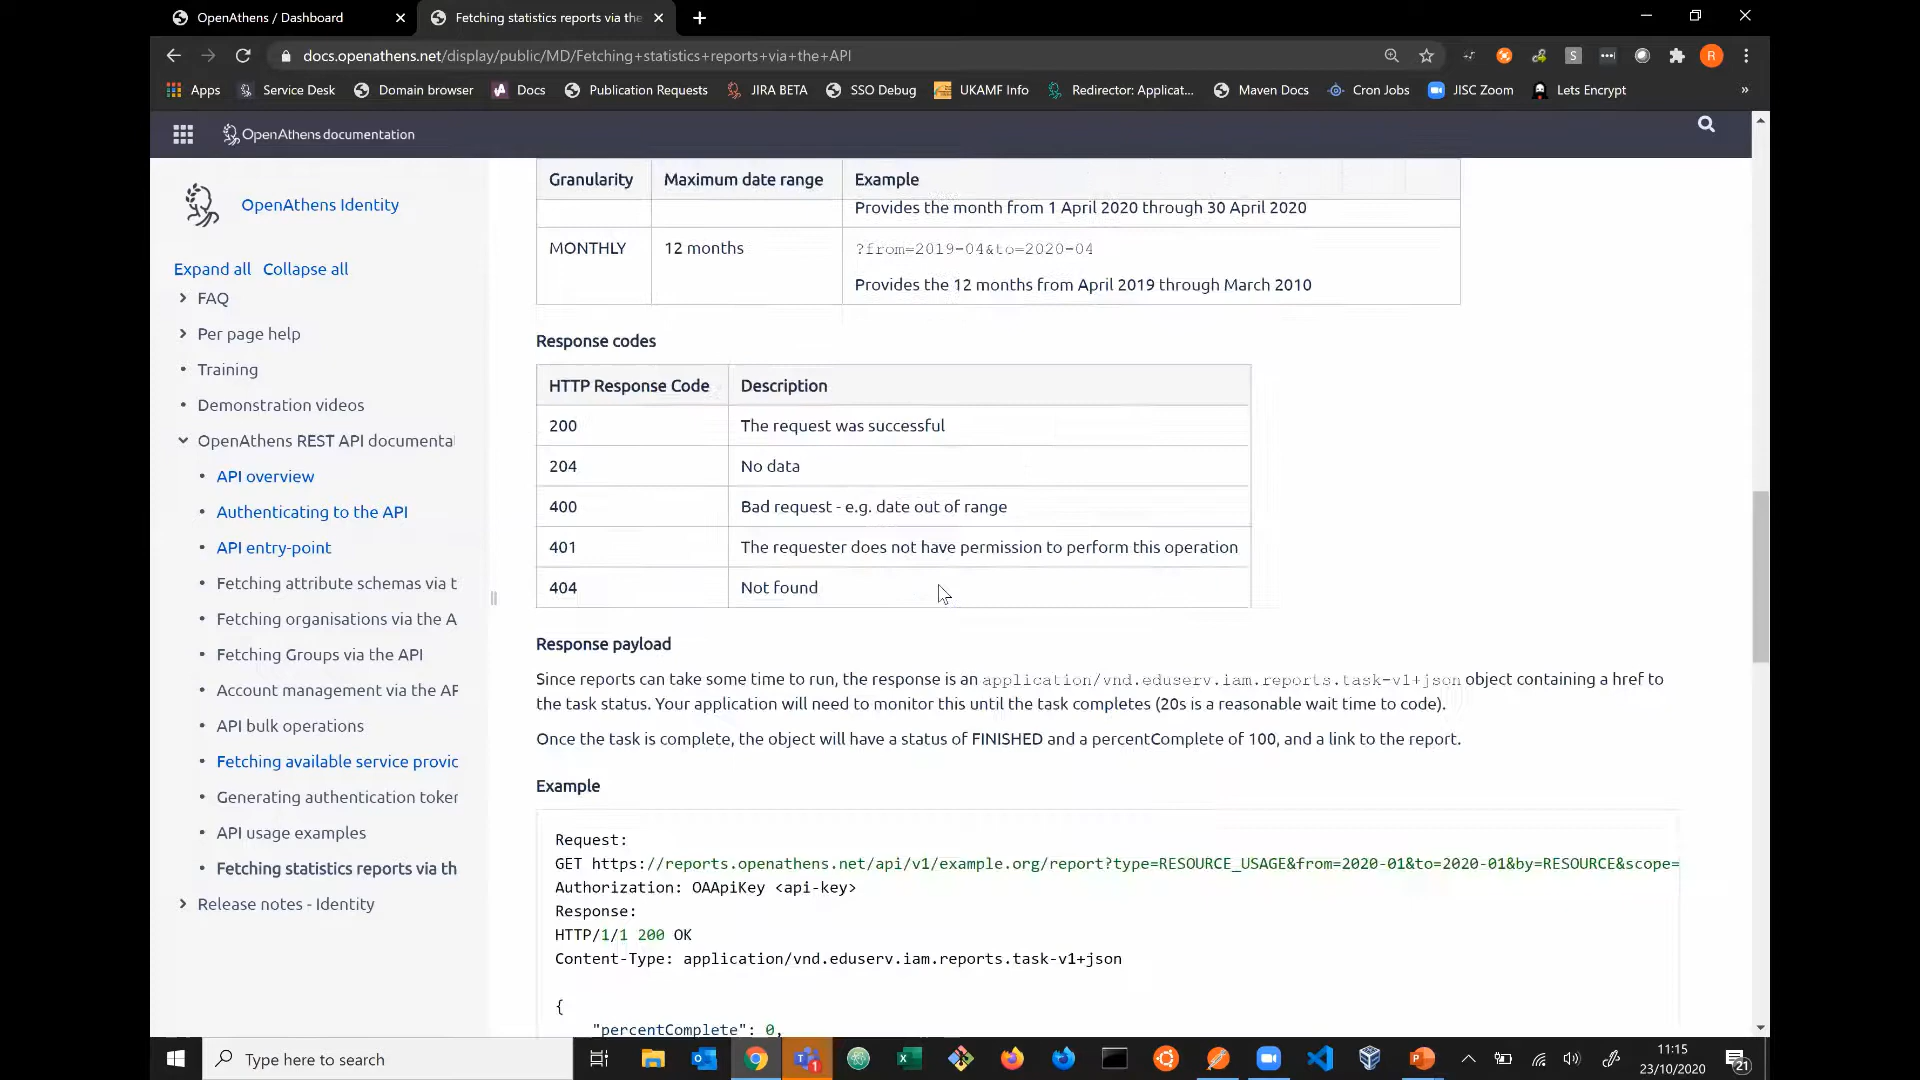 OpenAthens / Dashboard
Fetching statistics reports via the
docs.openathens.net/display/public/MD/Fetching+statistics+reports+via+the+API
R
Apps
Service Desk
Domain browser
Docs
Publication Requests
JIRA BETA
SSO Debug
UKAMF Info
Redirector: Applicat...
Maven Docs
Cron Jobs
JISC Zoom
Lets Encrypt
»
OpenAthens documentation
OpenAthens Identity
Expand all Collapse all
FAQ
Per page help
Training
Demonstration videos
OpenAthens REST API documenta
API overview
Authenticating to the API
API entry-point
Fetching attribute schemas via t
Fetching organisations via the A
Fetching Groups via the API
Account management via the AP
API bulk operations
Fetching available service provic
Generating authentication toker
API usage examples
Fetching statistics reports via th
Release notes - Identity
Granularity Maximum date range Example
Provides the month from 1 April 2020 through 30 April 2020
MONTHLY 12 months ?from=2019-04&to=2020-04
Provides the 12 months from April 2019 through March 2010
Response codes
HTTP Response Code Description
200 The request was successful
204 No data
400 Bad request - e.g. date out of range
401 The requester does not have permission to perform this operation
404 Not found
Response payload
Since reports can take some time to run, the response is an application/vnd.eduserv.iam.reports.task-v1+json object containing a href to
the task status. Your application will need to monitor this until the task completes (20s is a reasonable wait time to code).
Once the task is complete, the object will have a status of FINISHED and a percentComplete of 100, and a link to the report.
Example
Request:
GET https://reports.openathens.net/api/v1/example.org/report?type=RESOURCE_USAGE&from=2020-01&to=2020-01&by=RESOURCE&scope=
Authorization: OAApiKey <api-key>
Response:
HTTP/1/1 200 OK
Content-Type: application/vnd.eduserv.iam.reports.task-v1+json
{
"percentComplete": 0,
Type here to search
11:15
23/10/2020
21